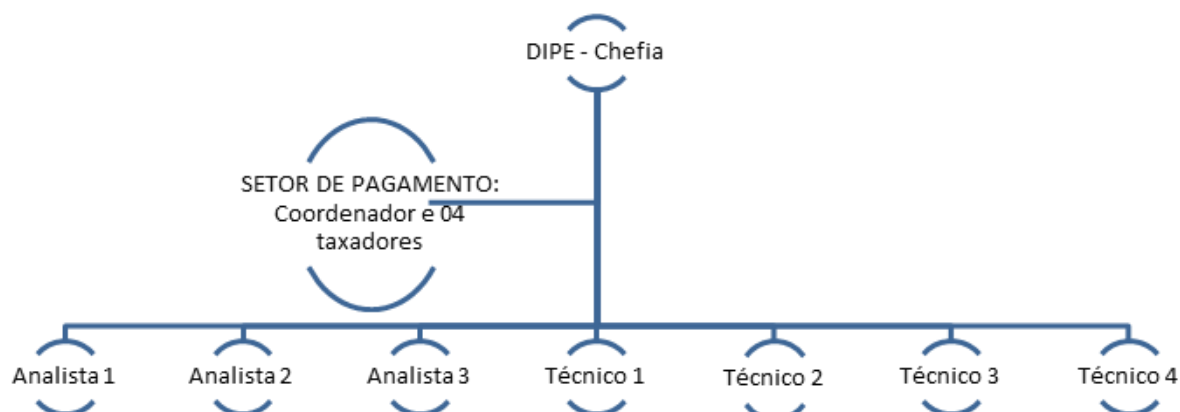 DIPE - Chefia
SETOR DE PAGAMENTO:
Coordenador e 04
taxadores
Analista 1
Analista 2
Analista 3
Técnico 1
Técnico 2
Técnico 3
Técnico 4